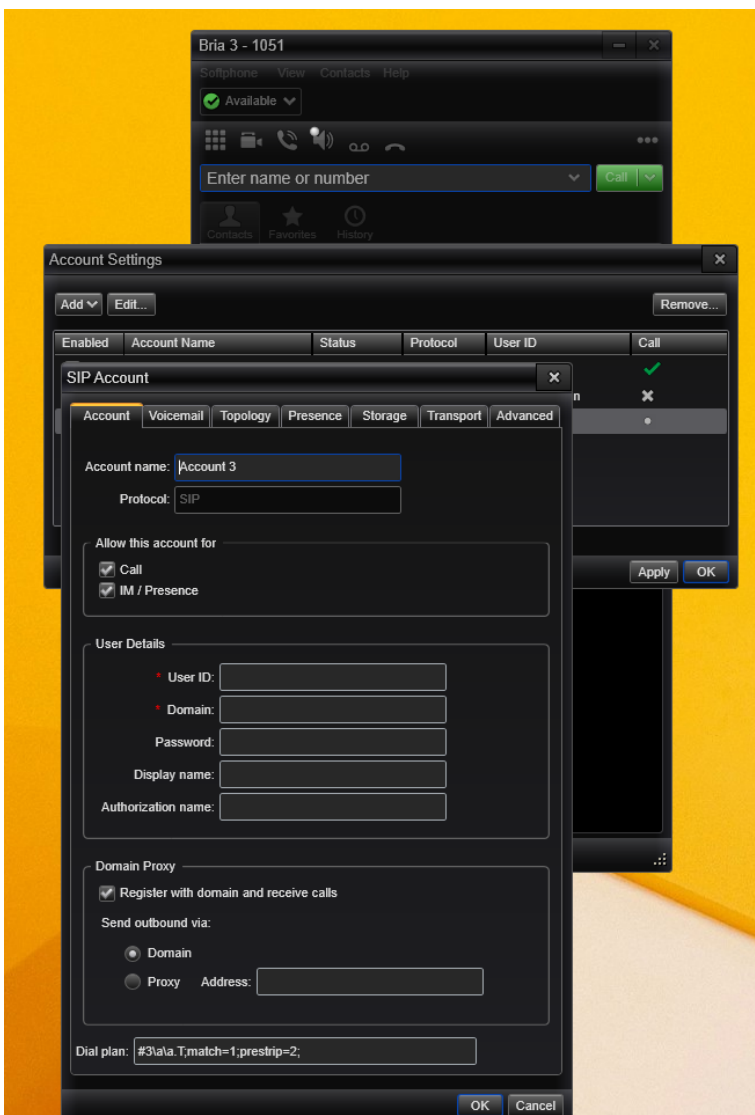 Bria 3 - 1051
Softphone View Contacts Help
Available
Enter name or number
Call
Contacts Favorites History
Account Settings
Add Edit... Remove...
Enabled Account Name Status Protocol User ID Call
SIP Account
n
Account Voicemail Topology Presence Storage Transport Advanced
Account name: Account 3
Protocol: SIP
Allow this account for
Call
IM / Presence
Apply OK
User Details
* User ID:
* Domain:
Password:
Display name:
Authorization name:
Domain Proxy
Register with domain and receive calls
Send outbound via:
Domain
Proxy Address:
Dial plan: #3\a\a.T;match=1;prestrip=2;
OK Cancel